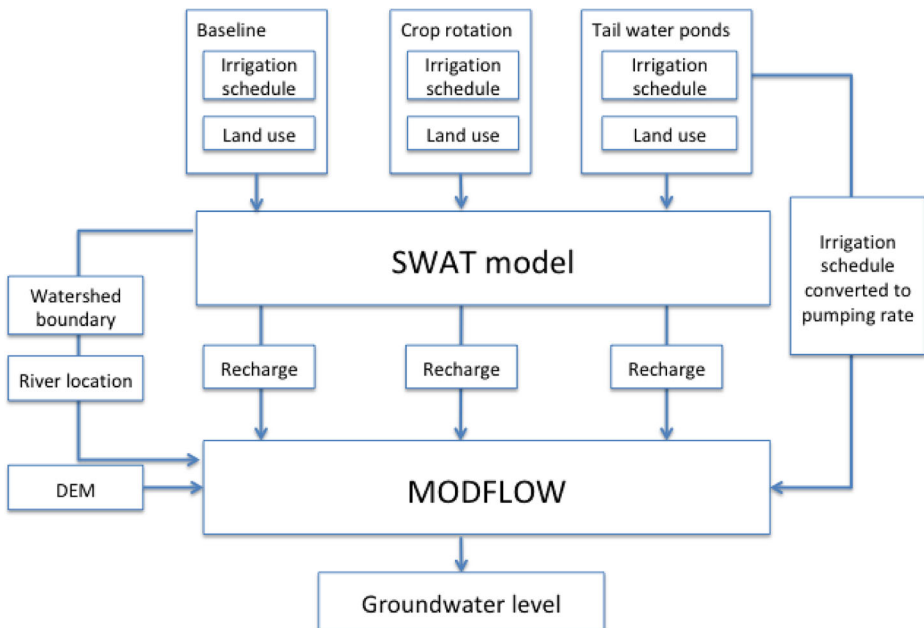 Baseline
Irrigation
schedule
Land use
Crop rotation
Irrigation
schedule
Land use
Tail water ponds
Irrigation
schedule
Land use
SWAT model
Irrigation
schedule
converted to
pumping rate
Watershed
boundary
River location
Recharge
Recharge
Recharge
DEM
MODFLOW
Groundwater level